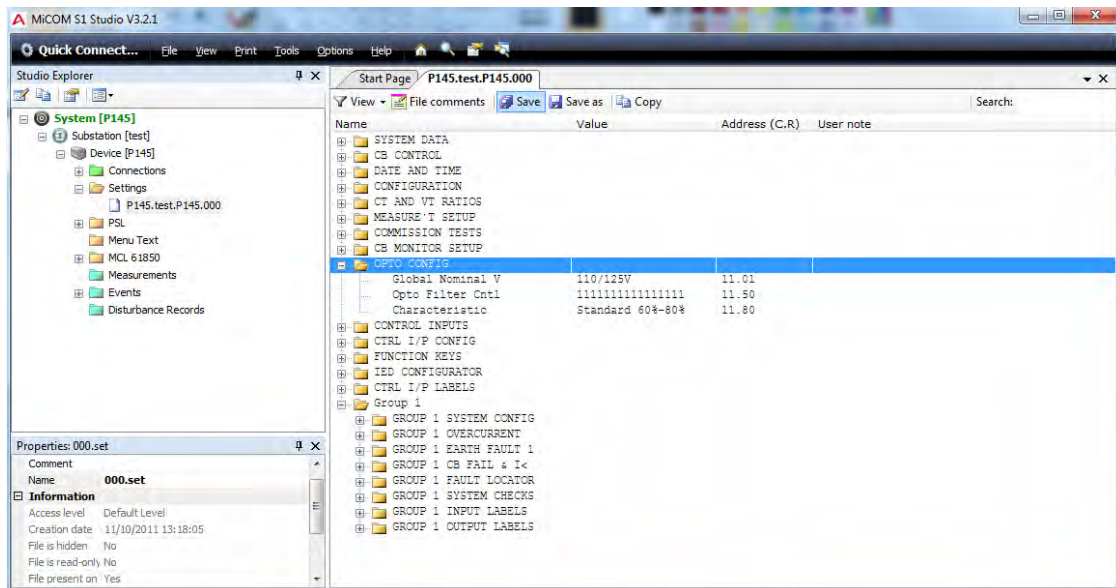 MiCOM S1 Studio V3.2.1
Quick Connect... File View Print Tools Options Help
Studio Explorer
System [P145]
Substation [test]
Device [P145]
Connections
Settings
P145.test.P145.000
PSL
Menu Text
MCL 61850
Measurements
Events
Disturbance Records
Properties: 000.set
Comment
Name 000.set
Information
Access level Default Level
Creation date 11/10/2011 13:18:05
File is hidden No
File is read-only No
File present on Yes
Start Page P145.test.P145.000
View File comments Save Save as Copy Search:
Name Value Address (C.R) User note
SYSTEM DATA
CB CONTROL
DATE AND TIME
CONFIGURATION
CT AND VT RATIOS
MEASURE'T SETUP
COMMISSION TESTS
CB MONITOR SETUP
OPTO CONFIG
Global Nominal V 110/125V 11.01
Opto Filter Cntl 1111111111111111 11.50
Characteristic Standard 60%-80% 11.80
CONTROL INPUTS
CTRL I/P CONFIG
FUNCTION KEYS
IED CONFIGURATOR
CTRL I/P LABELS
Group 1
GROUP 1 SYSTEM CONFIG
GROUP 1 OVERCURRENT
GROUP 1 EARTH FAULT 1
GROUP 1 CB FAIL & I<
GROUP 1 FAULT LOCATOR
GROUP 1 SYSTEM CHECKS
GROUP 1 INPUT LABELS
GROUP 1 OUTPUT LABELS